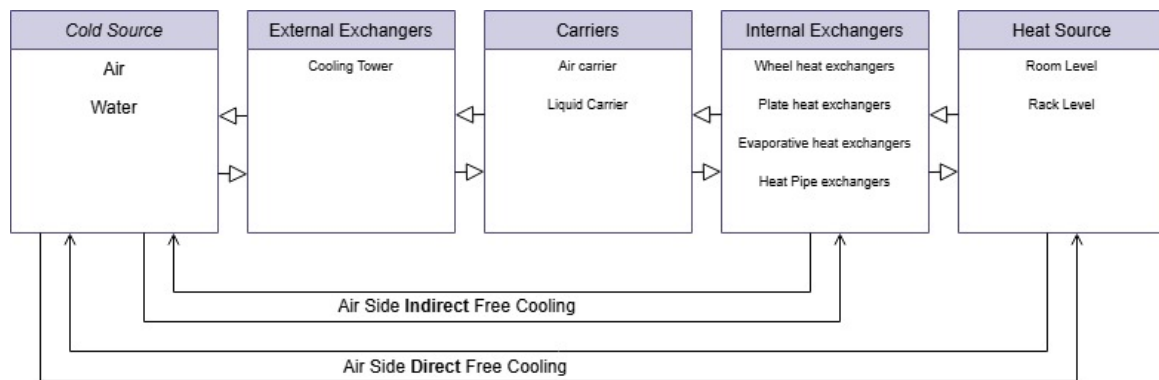 Cold Source
Air
Water
External Exchangers
Cooling Tower
Carriers
Air carrier
Liquid Carrier
Internal Exchangers
Wheel heat exchangers
Plate heat exchangers
Evaporative heat exchangers
Heat Pipe exchangers
Heat Source
Room Level
Rack Level
Air Side Indirect Free Cooling
Air Side Direct Free Cooling